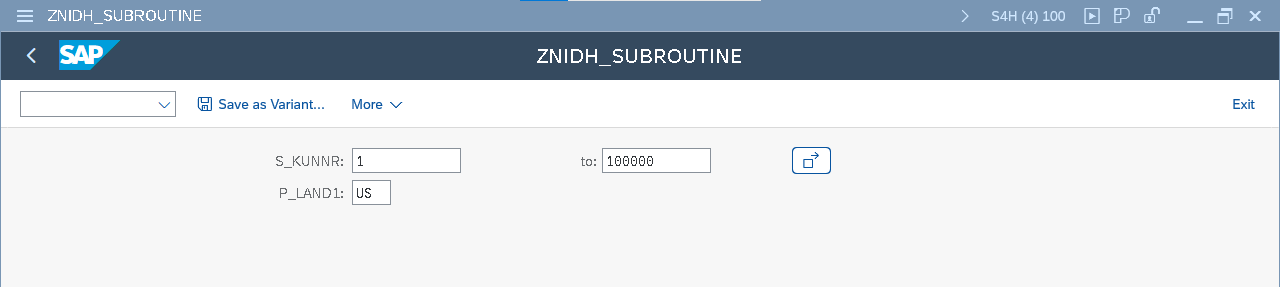 ZNIDH_SUBROUTINE
S4H (4) 100
SAP
ZNIDH_SUBROUTINE
Save as Variant... More Exit
S_KUNNR: 1 to: 100000
P_LAND1: US